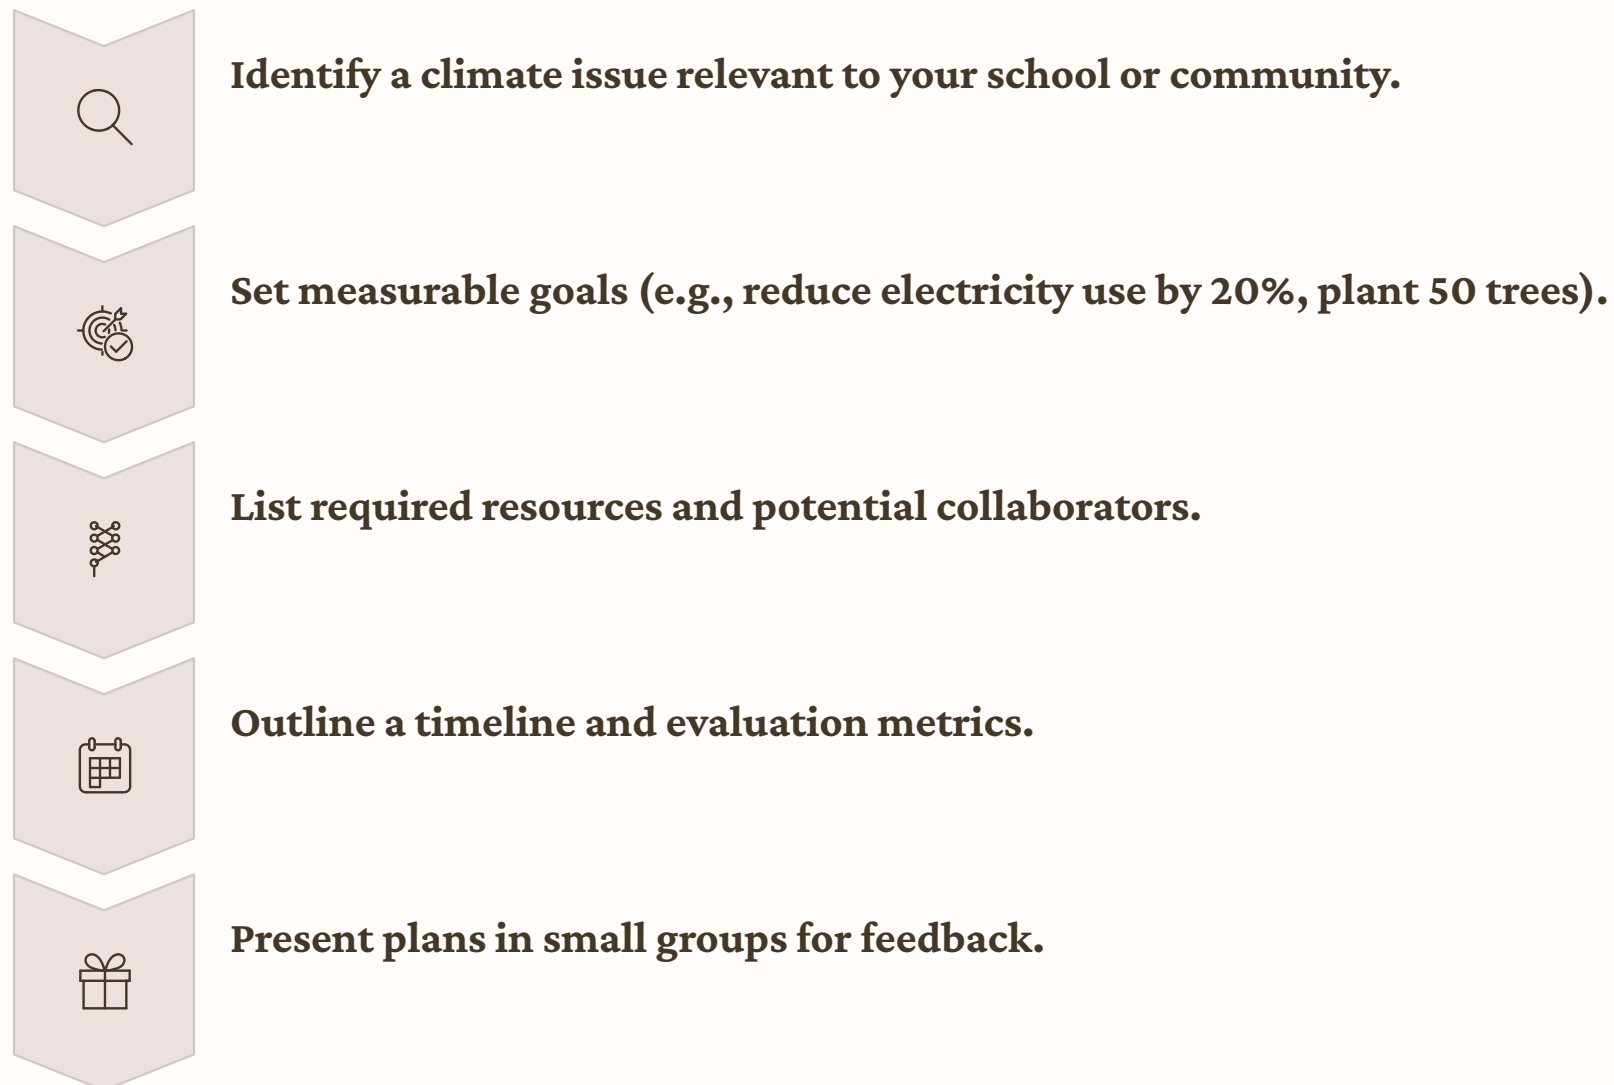 Identify a climate issue relevant to your school or community.
Set measurable goals (e.g., reduce electricity use by 20%, plant 50 trees).
List required resources and potential collaborators.
Outline a timeline and evaluation metrics.
Present plans in small groups for feedback.